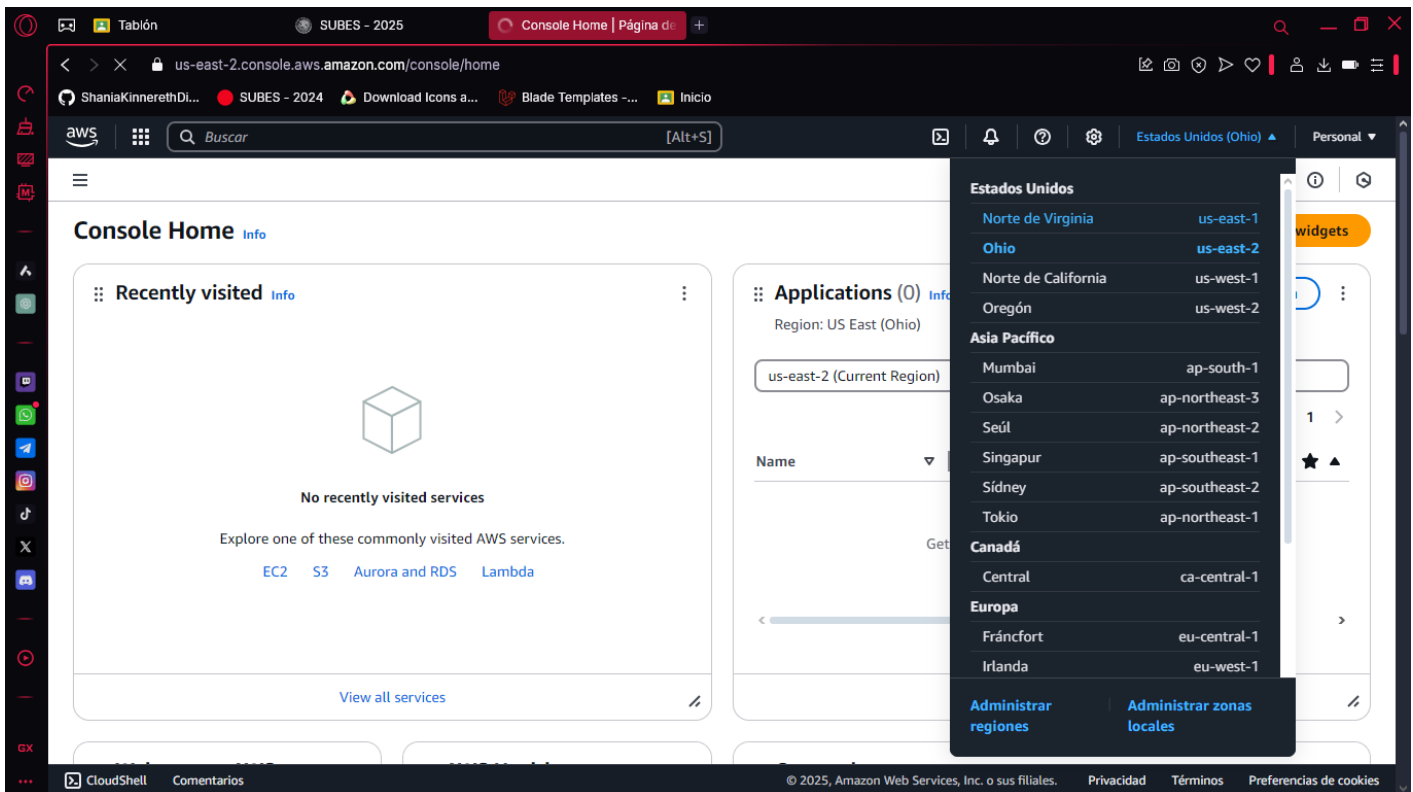 Tablón
SUBES - 2025
Console Home | Página de
us-east-2.console.aws.amazon.com/console/home
ShaniaKinnerethDi...
SUBES - 2024
Download Icons a...
Blade Templates -...
Inicio
aws
Buscar
[Alt+S]
Estados Unidos (Ohio)
Personal
Console Home Info
widgets
Recently visited Info
No recently visited services
Explore one of these commonly visited AWS services.
EC2 S3 Aurora and RDS Lambda
View all services
Applications (0) Info
Region: US East (Ohio)
us-east-2 (Current Region)
1
Name
Get
Estados Unidos
Norte de Virginia us-east-1
Ohio us-east-2
Norte de California us-west-1
Oregón us-west-2
Asia Pacífico
Mumbai ap-south-1
Osaka ap-northeast-3
Seúl ap-northeast-2
Singapur ap-southeast-1
Sídney ap-southeast-2
Tokio ap-northeast-1
Canadá
Central ca-central-1
Europa
Fráncfort eu-central-1
Irlanda eu-west-1
Administrar regiones
Administrar zonas locales
GX
CloudShell
Comentarios
© 2025, Amazon Web Services, Inc. o sus filiales.
Privacidad
Términos
Preferencias de cookies